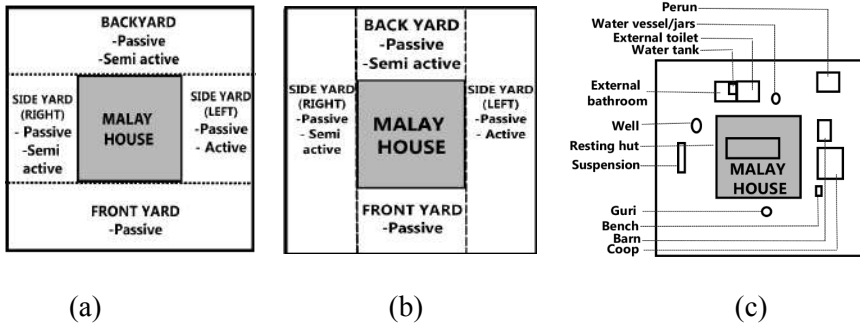 BACKYARD
-Passive
-Semi active
SIDE YARD
(RIGHT)
- Passive
-Semi
active
MALAY
HOUSE
SIDE YARD
(LEFT)
- Passive
- Active
FRONT YARD
-Passive
(a)
BACK YARD
-Passive
-Semi active
SIDE YARD
(RIGHT)
-Passive
- Semi
active
MALAY
HOUSE
SIDE YARD
(LEFT)
-Passive
- Active
FRONT YARD
-Passive
(b)
Perun
Water vessel/jars
External toilet
Water tank
External
bathroom
Well
Resting hut
Suspension
MALAY
HOUSE
Guri
Bench
Barn
Coop
(c)